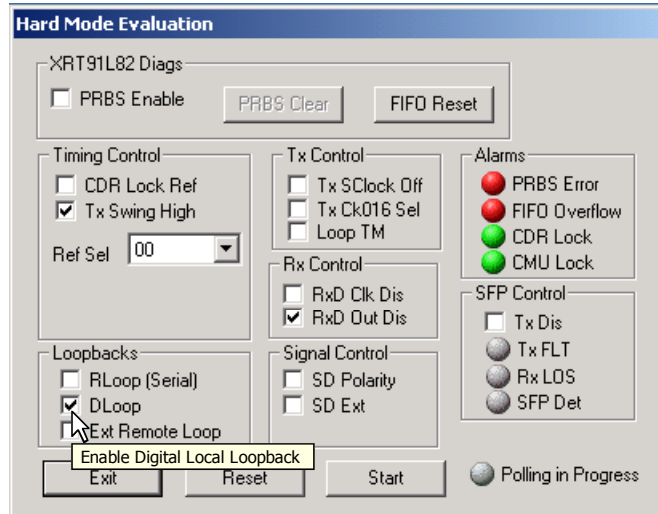 Hard Mode Evaluation
XRT91L82 Diags
PRBS Enable
PRBS Clear
FIFO Reset
Timing Control
CDR Lock Ref
Tx Swing High
Ref Sel 00
Tx Control
Tx SClock Off
Tx Ck016 Sel
Loop TM
Rx Control
RxD Clk Dis
RxD Out Dis
Alarms
PRBS Error
FIFO Overflow
CDR Lock
CMU Lock
SFP Control
Tx Dis
Tx FLT
Rx LOS
SFP Det
Loopbacks
RLoop (Serial)
DLoop
Ext Remote Loop
Enable Digital Local Loopback
Signal Control
SD Polarity
SD Ext
Exit
Reset
Start
Polling in Progress